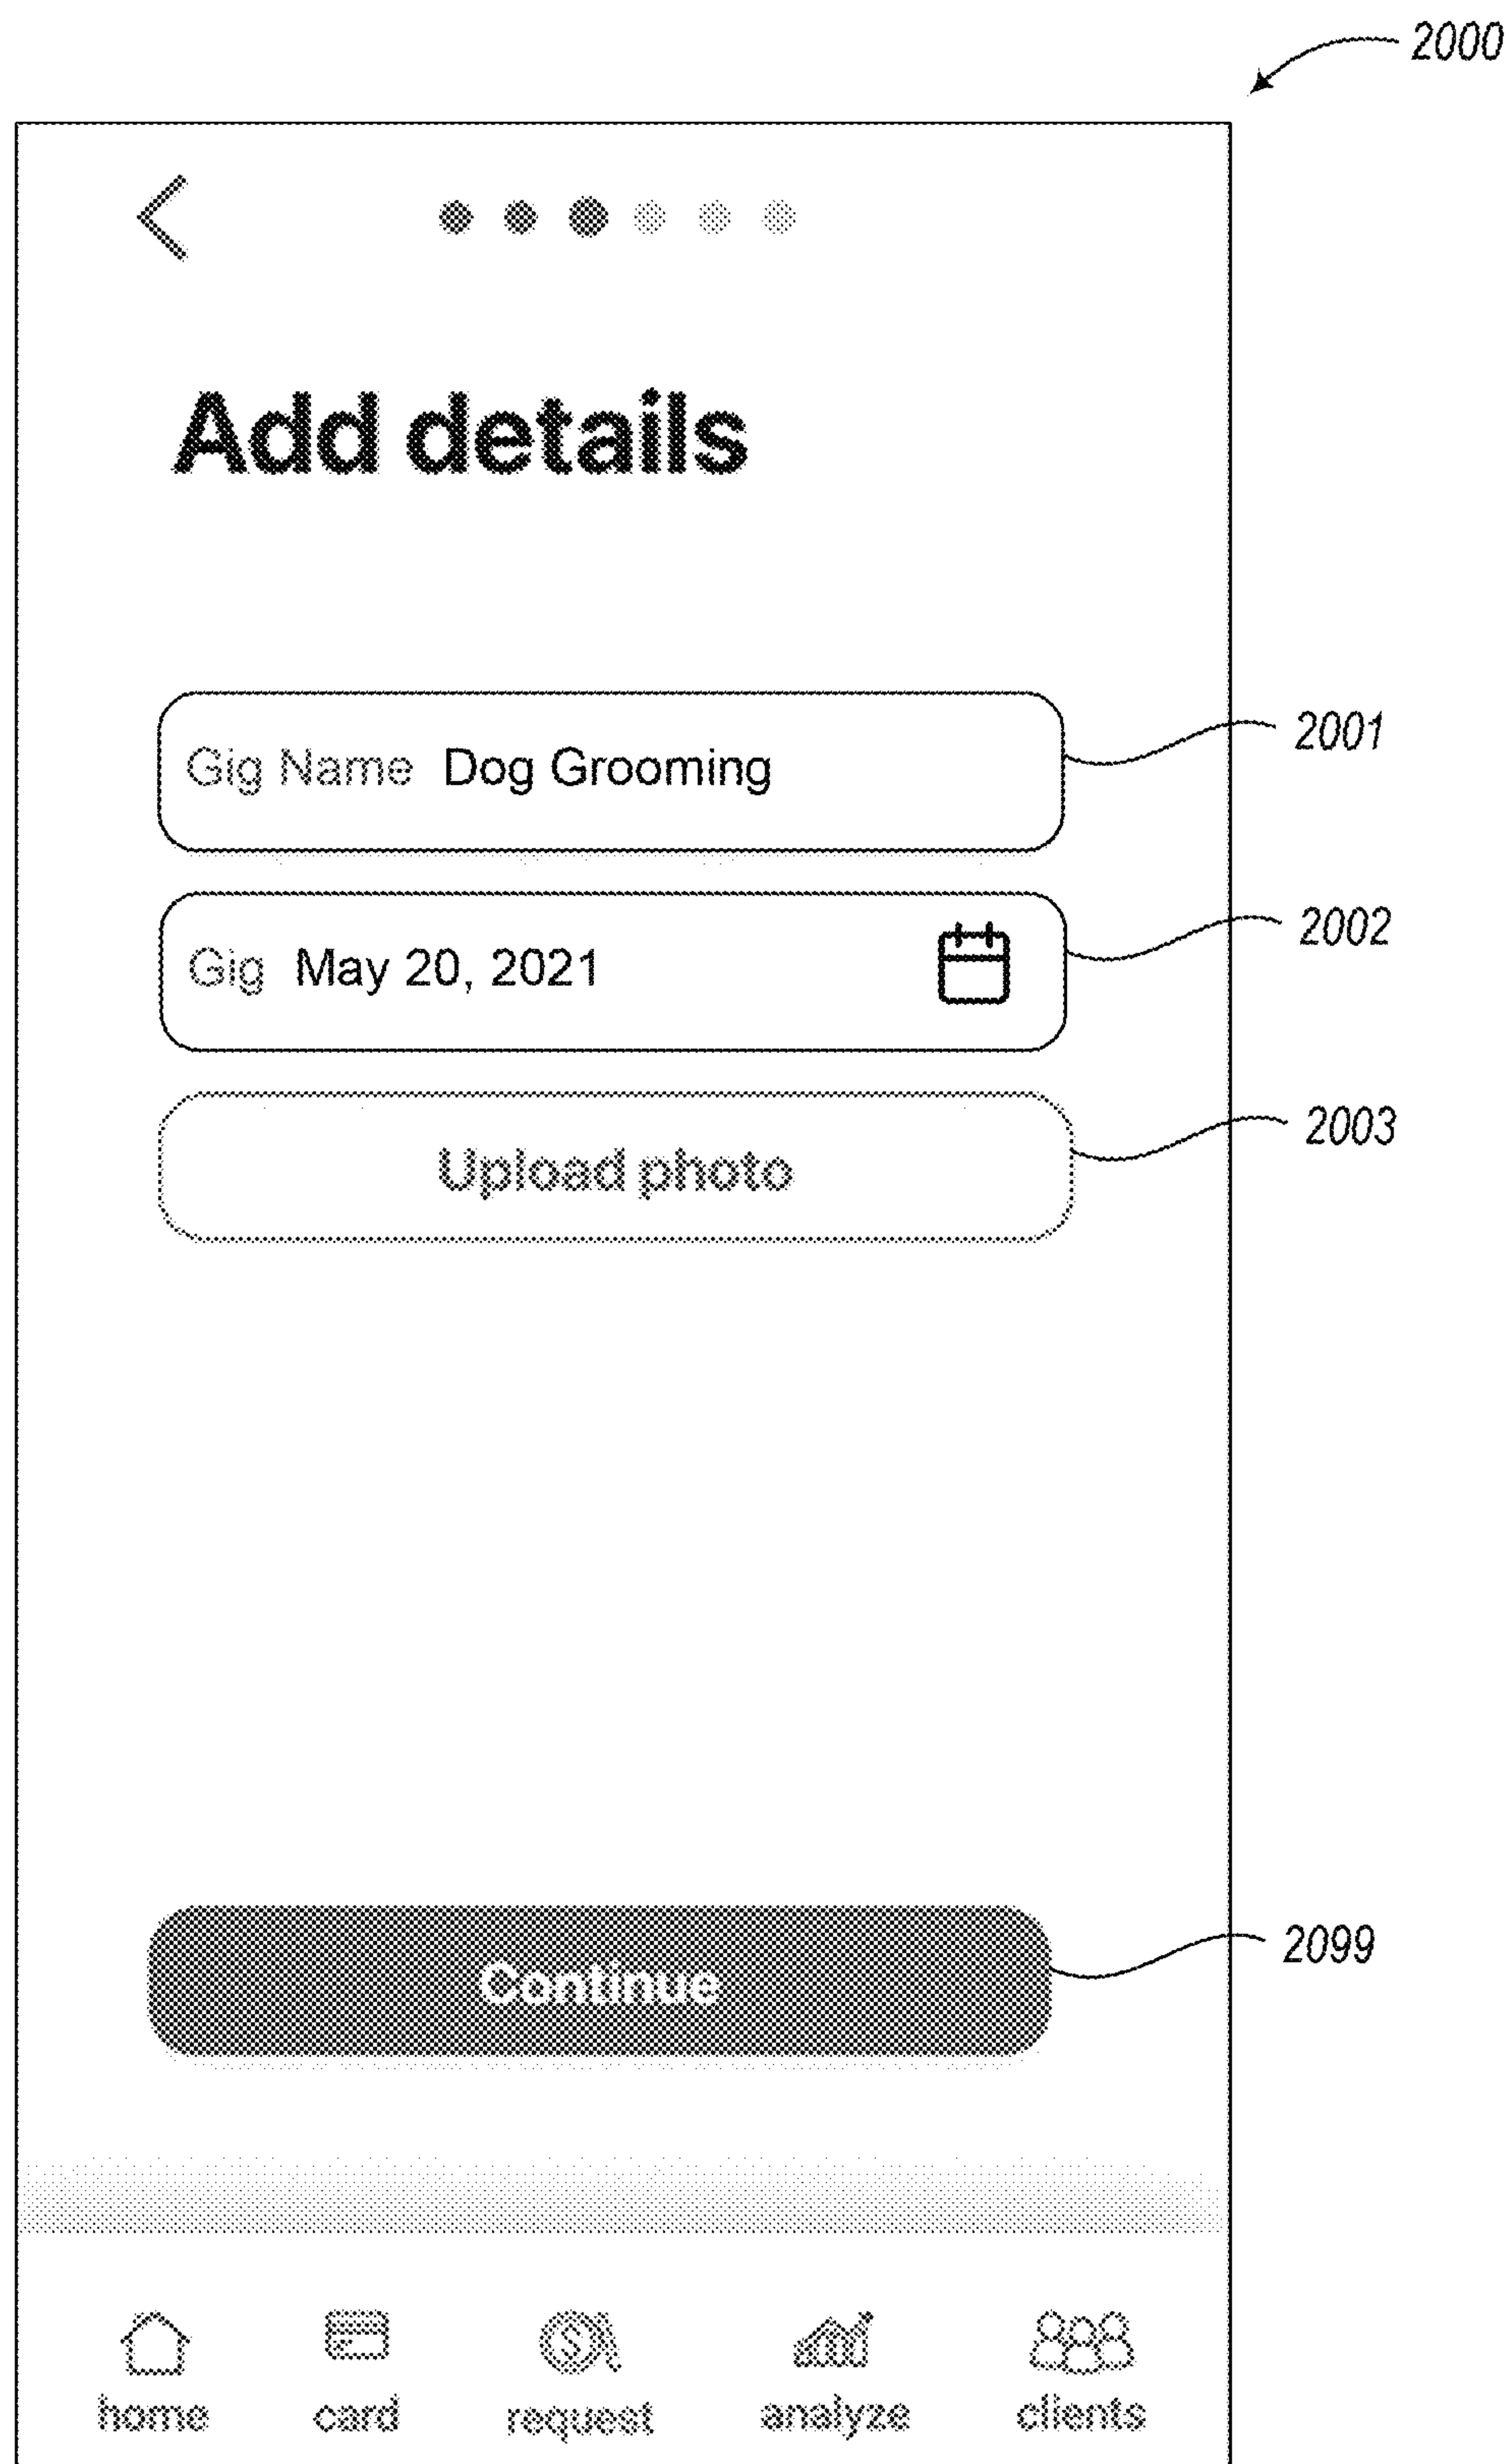 2000
Add details
Gig Name Dog Grooming
2001
Gig May 20, 2021
2002
Upload photo
2003
Continue
2099
home card request analyze clients